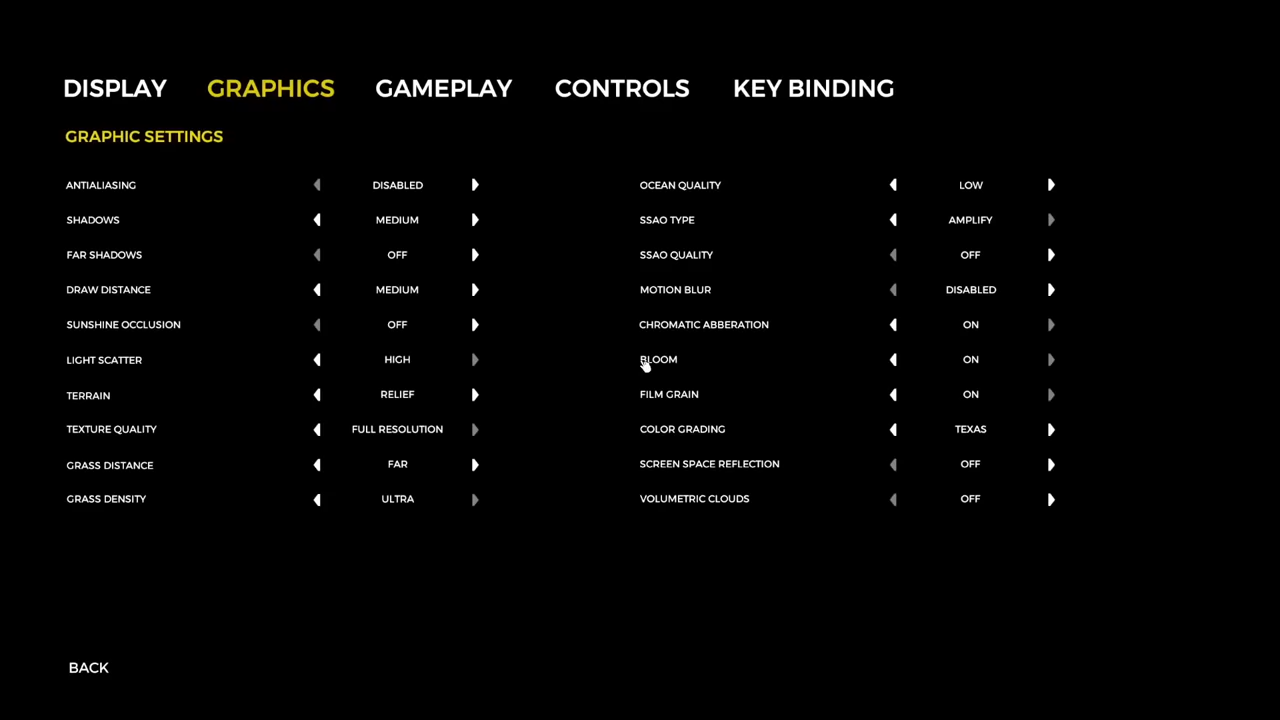 DISPLAY GRAPHICS GAMEPLAY CONTROLS KEY BINDING
GRAPHIC SETTINGS
ANTIALIASING DISABLED OCEAN QUALITY LOW
SHADOWS MEDIUM SSAO TYPE AMPLIFY
FAR SHADOWS OFF SSAO QUALITY OFF
DRAW DISTANCE MEDIUM MOTION BLUR DISABLED
SUNSHINE OCCLUSION OFF CHROMATIC ABBERATION ON
LIGHT SCATTER HIGH BLOOM ON
TERRAIN RELIEF FILM GRAIN ON
TEXTURE QUALITY FULL RESOLUTION COLOR GRADING TEXAS
GRASS DISTANCE FAR SCREEN SPACE REFLECTION OFF
GRASS DENSITY ULTRA VOLUMETRIC CLOUDS OFF
BACK